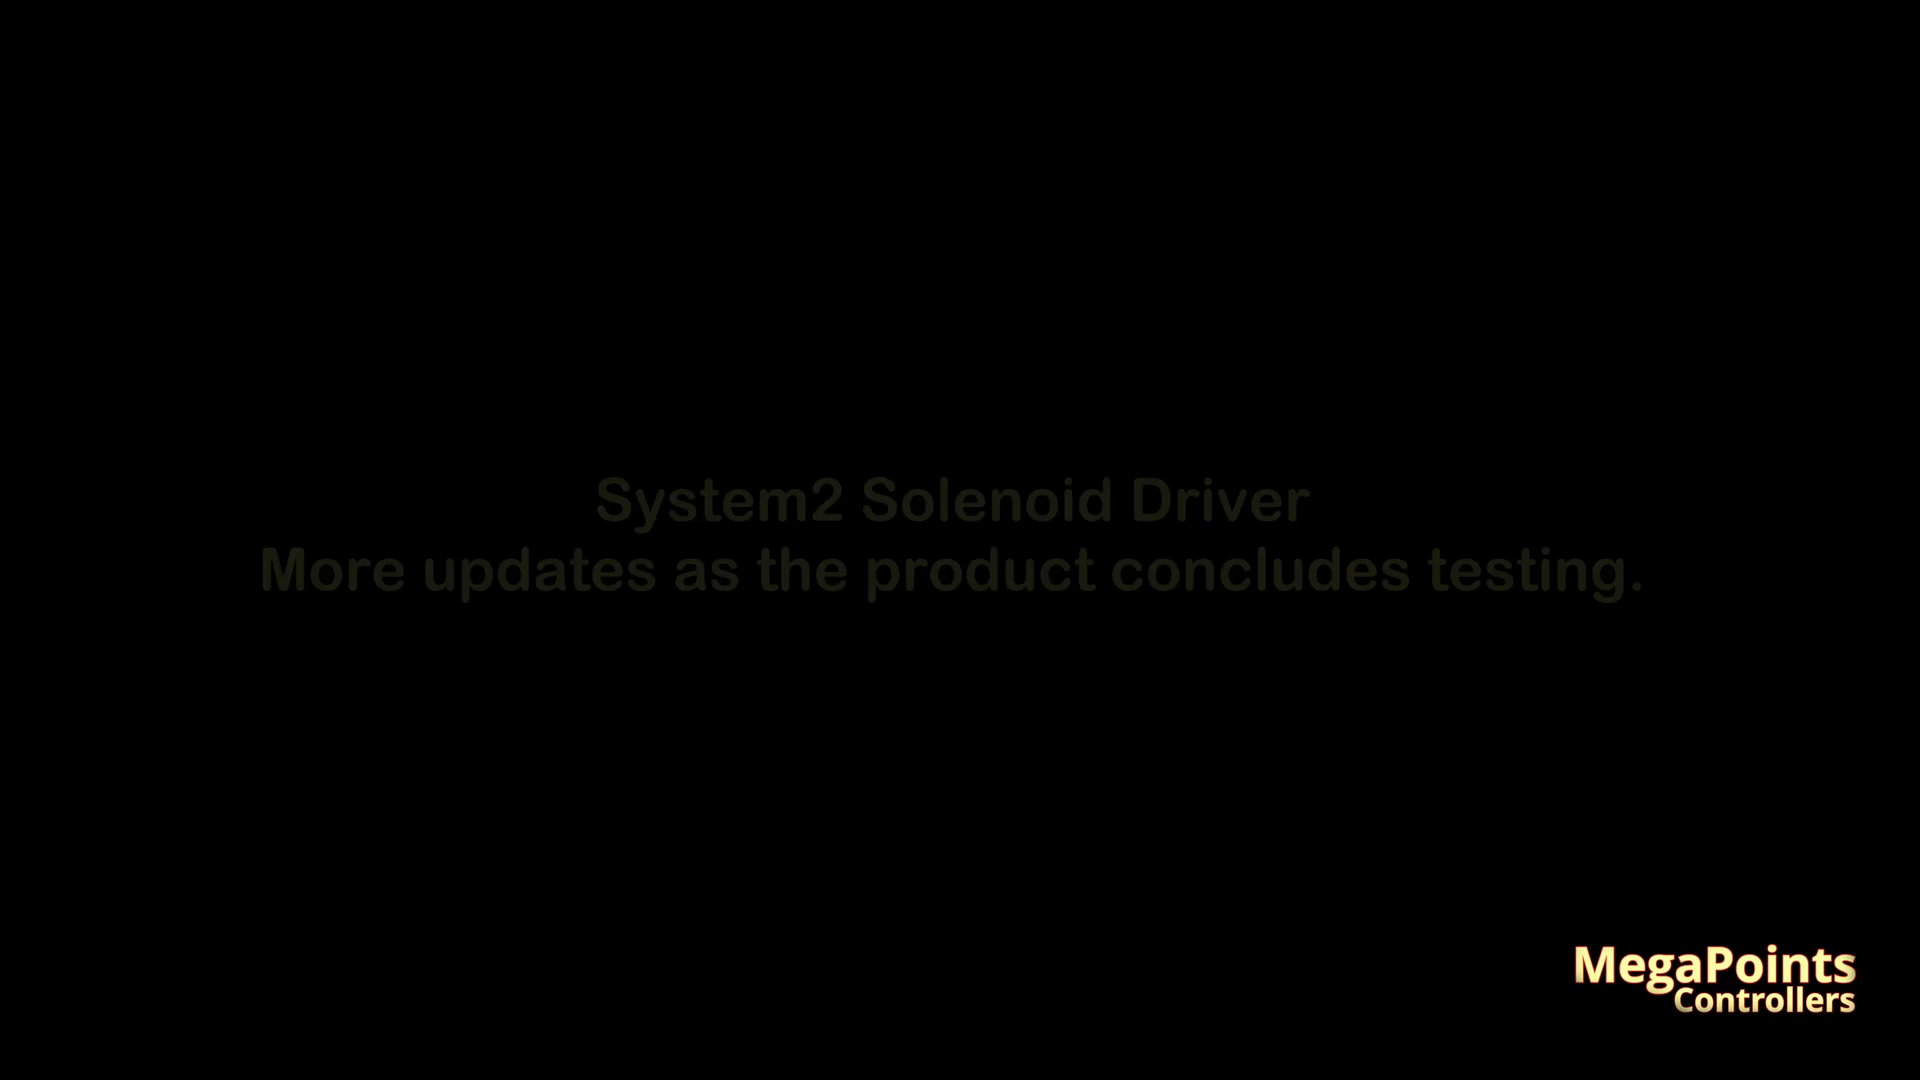 System2 Solenoid Driver
More updates as the product concludes testing.
MegaPoints
Controllers